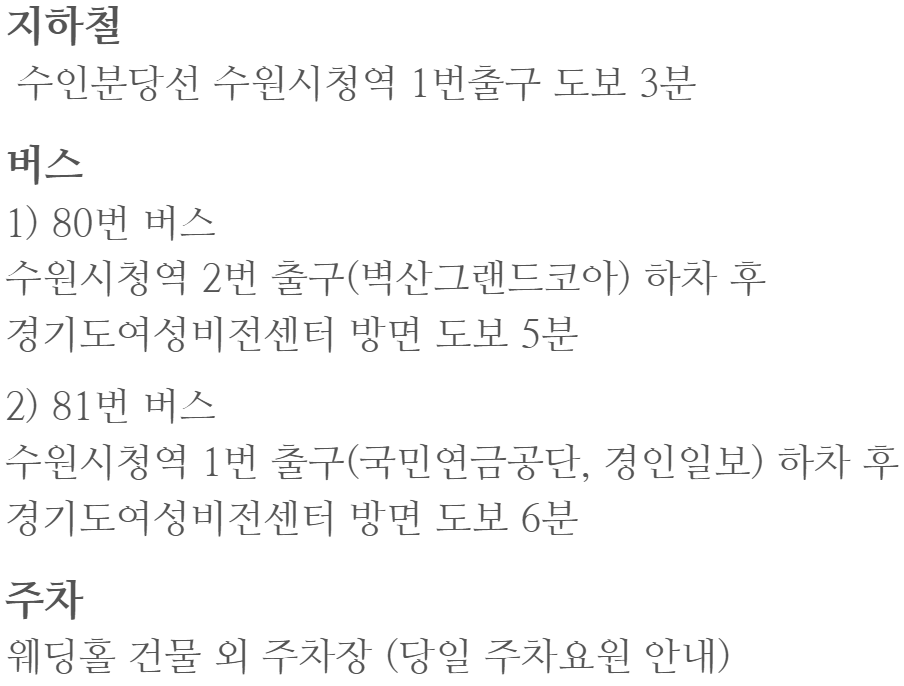 지하철
수인분당선 수원시청역 1번출구 도보 3분
버스
1) 80번 버스
수원시청역 2번 출구(벽산그랜드코아) 하차 후
경기도여성비전센터 방면 도보 5분
2) 81번 버스
수원시청역 1번 출구(국민연금공단, 경인일보) 하차 후
경기도여성비전센터 방면 도보 6분
주차
웨딩홀 건물 외 주차장 (당일 주차요원 안내)